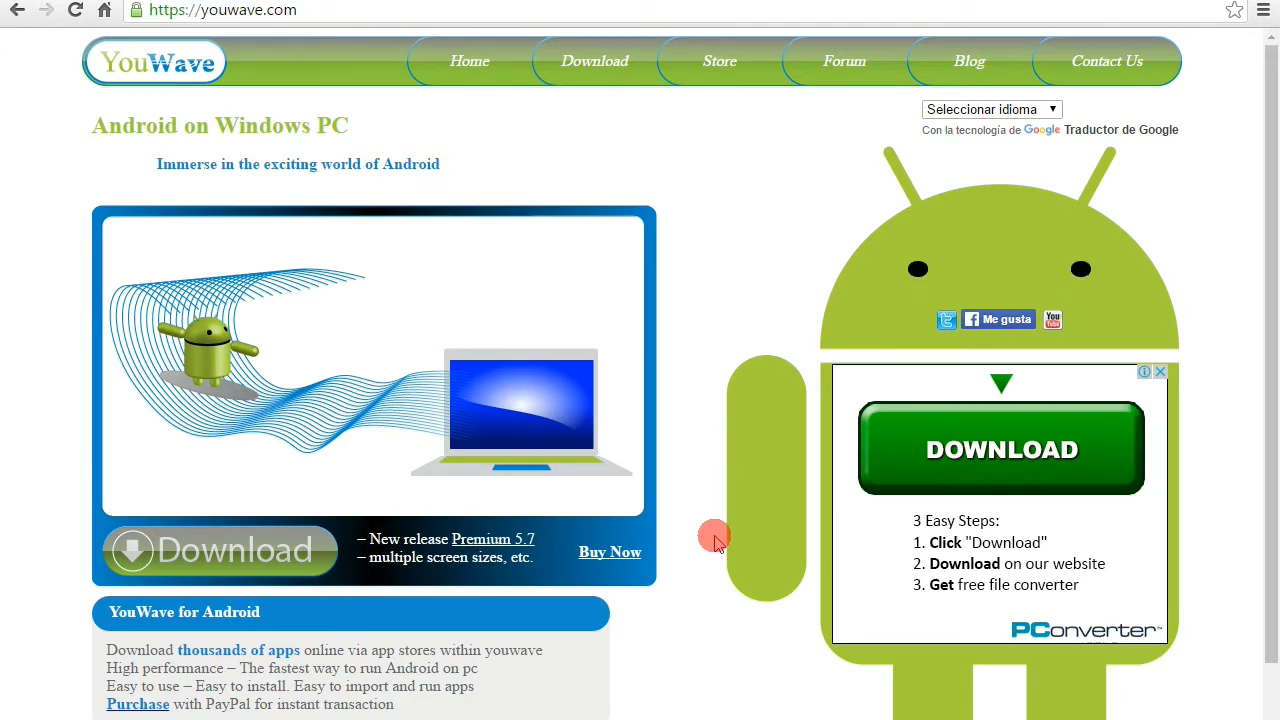 https://youwave.com
YouWave
Home
Download
Store
Forum
Blog
Contact Us
Android on Windows PC
Seleccionar idioma
Con la tecnología de Google Traductor de Google
Immerse in the exciting world of Android
Me gusta
You
Tube
DOWNLOAD
3 Easy Steps:
1. Click "Download"
2. Download on our website
3. Get free file converter
PConverter™
Download
– New release Premium 5.7
– multiple screen sizes, etc.
Buy Now
YouWave for Android
Download thousands of apps online via app stores within youwave
High performance – The fastest way to run Android on pc
Easy to use – Easy to install. Easy to import and run apps
Purchase with PayPal for instant transaction